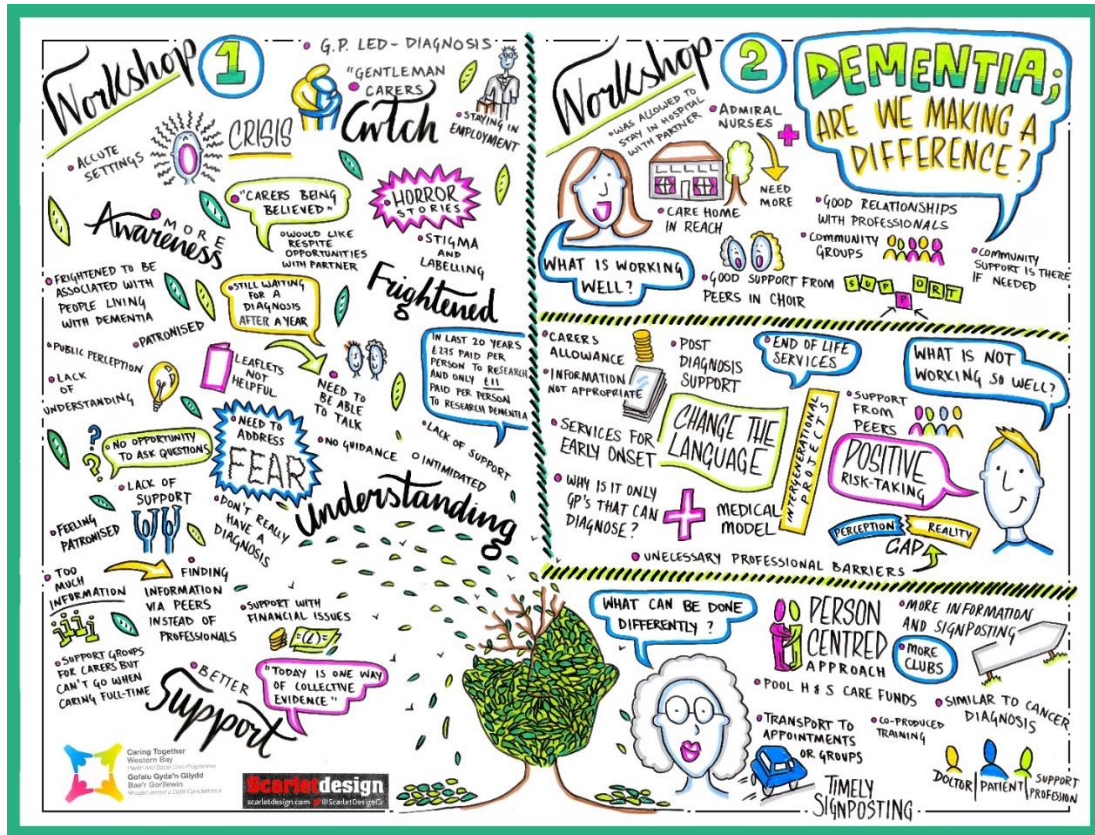 Workshop 1
• G.P. LED - DIAGNOSIS
"GENTLEMAN
• CARERS
Cwtch
• STAYING IN
EMPLOYMENT
CRISIS
• ACCUTE
SETTINGS
• "CARERS BEING
BELIEVED"
HORROR
STORIES
• MORE
Awareness
• WOULD LIKE
RESPITE
OPPORTUNITIES
WITH PARTNER
• STIGMA
AND
LABELLING
Frightened
• FRIGHTENED TO BE
ASSOCIATED WITH
PEOPLE LIVING
WITH DEMENTIA
• STILL WAITING
FOR A
DIAGNOSIS
AFTER A YEAR
• PATRONISED
• PUBLIC PERCEPTION
• LACK
OF
UNDERSTANDING
• LEAFLETS
NOT
HELPFUL
• NEED TO
BE ABLE
TO TALK
IN LAST 20 YEARS
£275 PAID PER
PERSON TO RESEARCH
AND ONLY £11
PAID PER PERSON
TO RESEARCH DEMENTIA
• NO OPPORTUNITY
TO ASK QUESTIONS
• NEED TO
ADDRESS
FEAR
• NO GUIDANCE
• INTIMIDATED
• LACK OF SUPPORT
Understanding
• LACK OF
SUPPORT
• FEELING
PATRONISED
• DON'T REALLY
HAVE A
DIAGNOSIS
• TOO
MUCH
INFORMATION
• FINDING
INFORMATION
VIA PEERS
INSTEAD OF
PROFESSIONALS
• SUPPORT WITH
FINANCIAL ISSUES
(£)
• SUPPORT GROUPS
FOR CARERS BUT
CAN'T GO WHEN
CARING FULL-TIME
• BETTER
Support
"TODAY IS ONE WAY
OF COLLECTIVE
EVIDENCE"
Caring Together
Western Bay
Health and Social Care Programme
Gofalu Gyda'n Gilydd
Bae'r Gorllewin
Scarletdesign
scarletdesign.com @ScarletDesignGr
Workshop 2
DEMENTIA;
ARE WE MAKING A
DIFFERENCE?
• WAS ALLOWED TO
STAY IN HOSPITAL
WITH PARTNER
• ADMIRAL
NURSES
NEED
MORE
• CARE HOME
IN REACH
WHAT IS WORKING
WELL?
• GOOD RELATIONSHIPS
WITH PROFESSIONALS
• COMMUNITY
GROUPS
• COMMUNITY
SUPPORT IS THERE
IF NEEDED
• GOOD SUPPORT FROM
PEERS IN CHOIR
SUPPORT
• CARERS
ALLOWANCE
• POST
DIAGNOSIS
SUPPORT
• END OF LIFE
SERVICES
WHAT IS NOT
WORKING SO WELL?
• INFORMATION
NOT APPROPRIATE
CHANGE THE
LANGUAGE
INTERGENERATIONAL
PROJECTS
• SUPPORT
FROM
PEERS
• SERVICES FOR
EARLY ONSET
POSITIVE
RISK-TAKING
• WHY IS IT ONLY
GP'S THAT CAN
DIAGNOSE?
MEDICAL
MODEL
PERCEPTION
REALITY
GAP
• UNECESSARY PROFESSIONAL BARRIERS
WHAT CAN BE DONE
DIFFERENTLY?
PERSON
CENTRED
APPROACH
• MORE INFORMATION
AND SIGNPOSTING
• MORE
CLUBS
• POOL H & S CARE FUNDS
• SIMILAR TO CANCER
DIAGNOSIS
• TRANSPORT TO
APPOINTMENTS
OR GROUPS
• CO-PRODUCED
TRAINING
TIMELY
SIGNPOSTING
DOCTOR
PATIENT
SUPPORT
PROFESSION